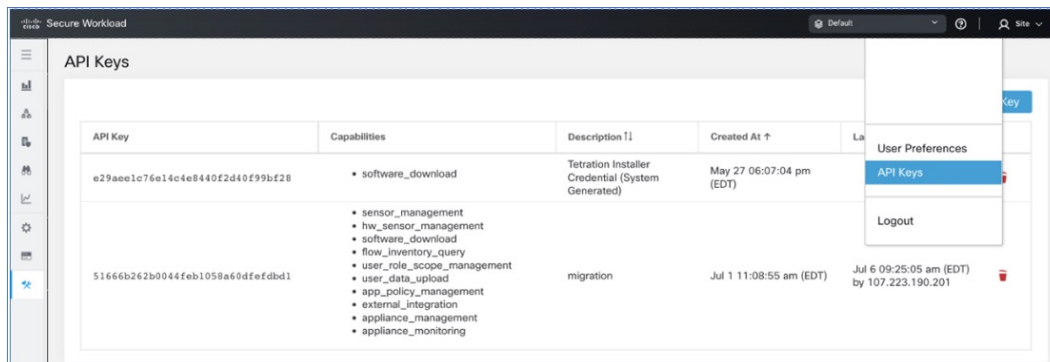 cisco Secure Workload Default Site
API Keys
Key
API Key Capabilities Description Created At ↑ La
User Preferences
API Keys
Logout
e29aee1c76e14c4e8440f2d40f99bf28
• software_download
Tetration Installer
Credential (System
Generated)
May 27 06:07:04 pm
(EDT)
51666b262b0044feb1058a60dfefdbd1
• sensor_management
• hw_sensor_management
• software_download
• flow_inventory_query
• user_role_scope_management
• user_data_upload
• app_policy_management
• external_integration
• appliance_management
• appliance_monitoring
migration
Jul 1 11:08:55 am (EDT)
Jul 6 09:25:05 am (EDT)
by 107.223.190.201